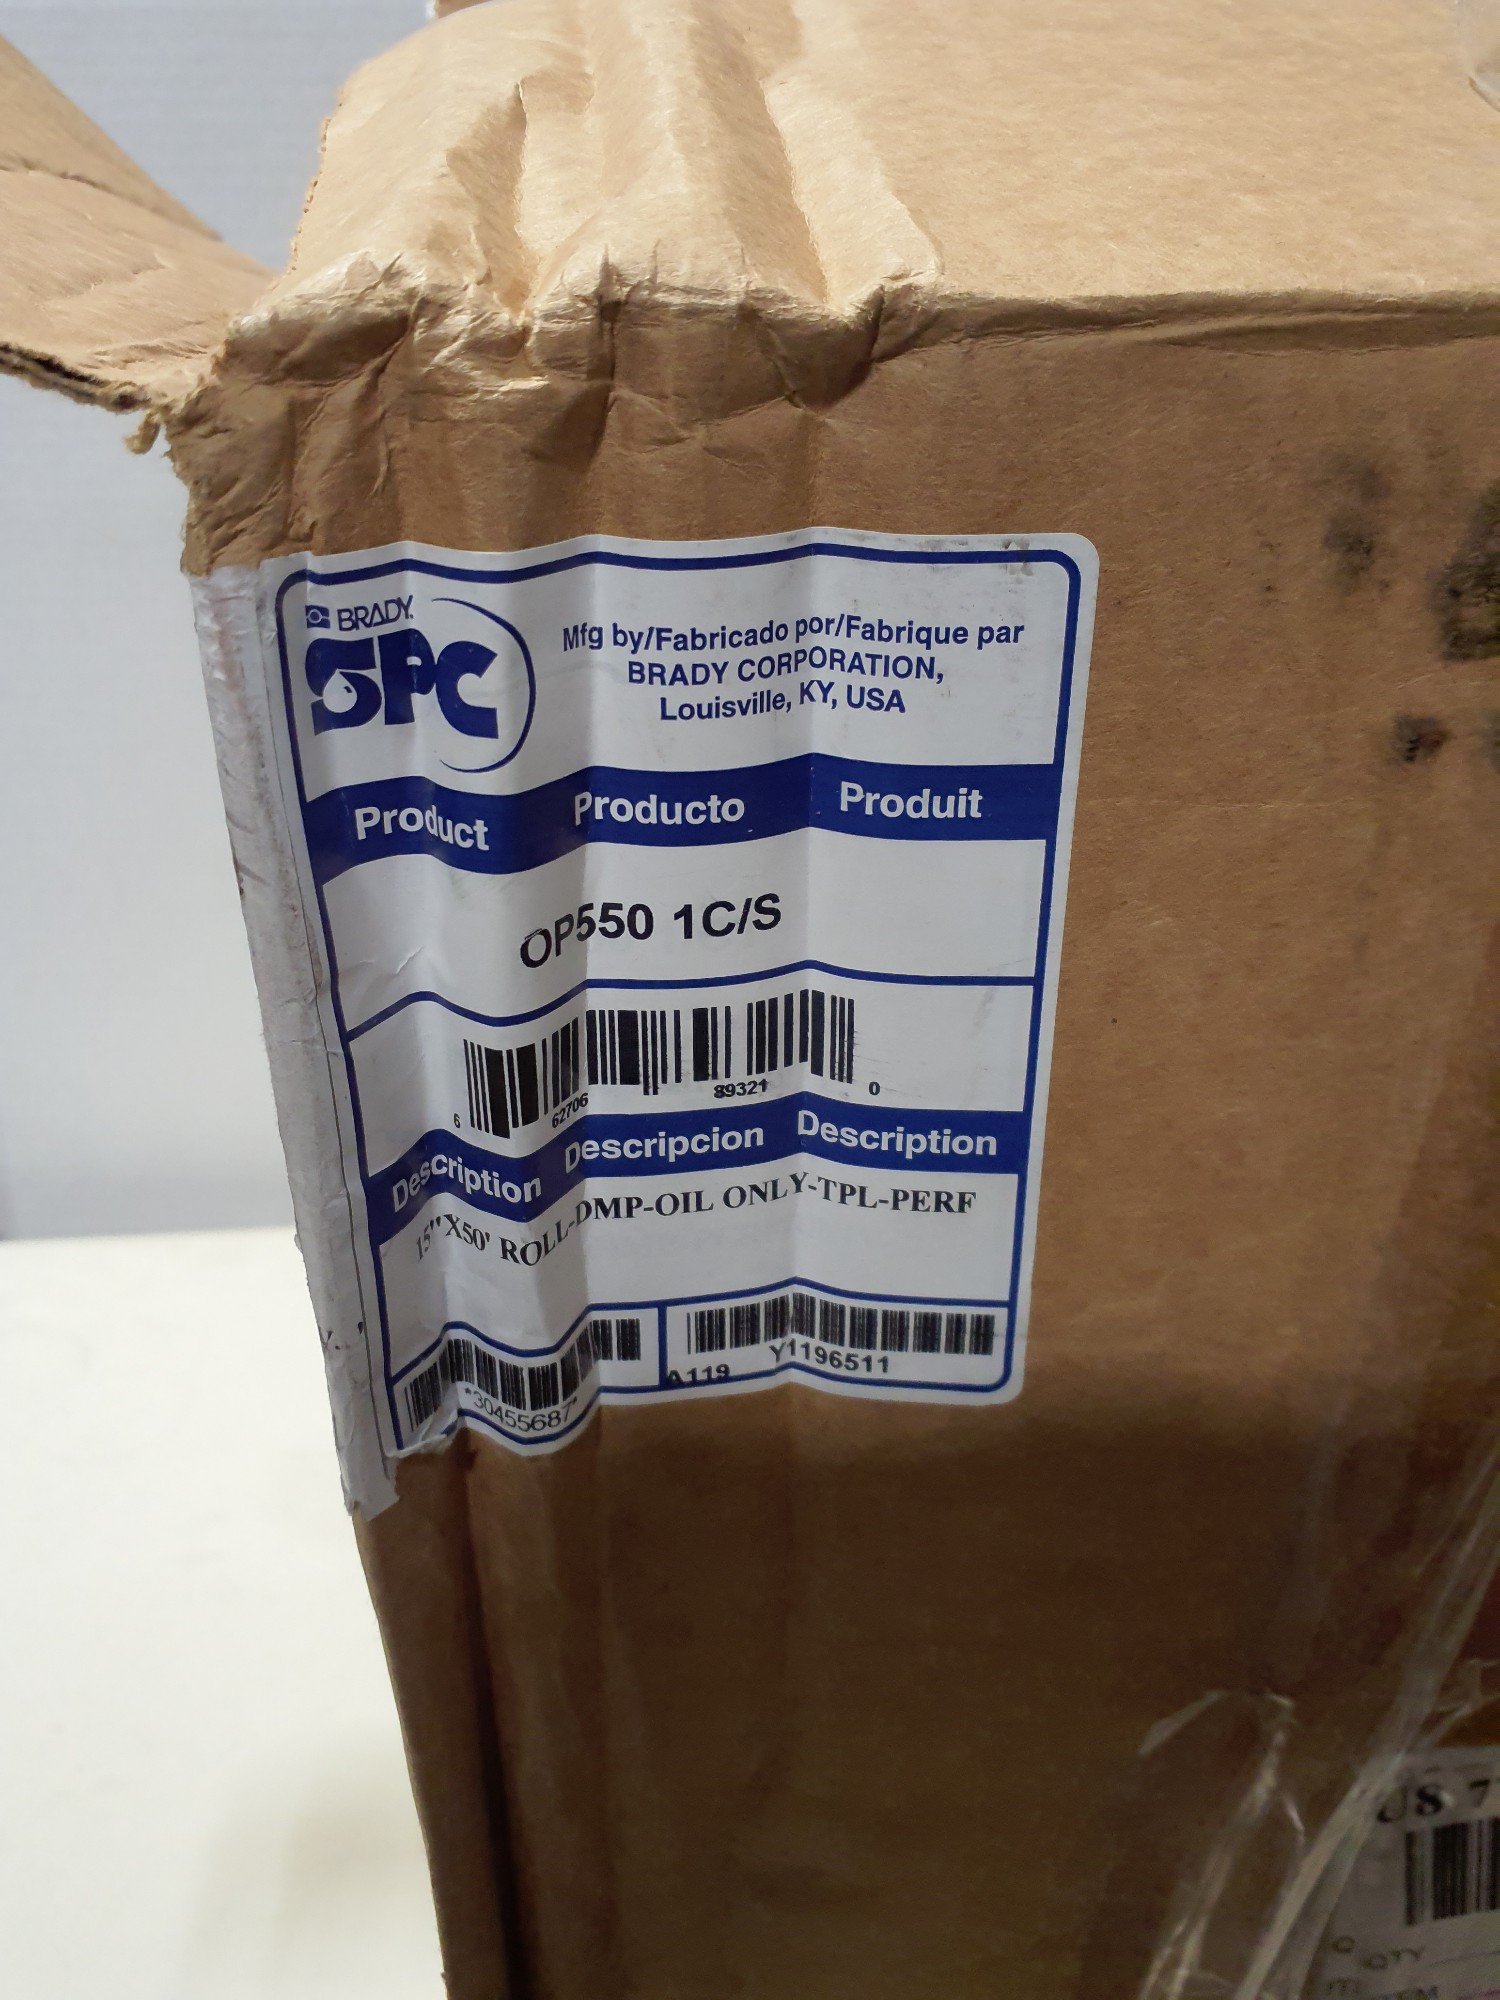 BRADY.
SPC
Mfg by/Fabricado por/Fabrique par
BRADY CORPORATION,
Louisville, KY, USA
Product Producto Produit
OP550 1C/S
6 62706 89321 0
Description Descripcion Description
15" X50' ROLL-DMP-OIL ONLY-TPL-PERF
*30455687*
A119 Y1196511
QTY